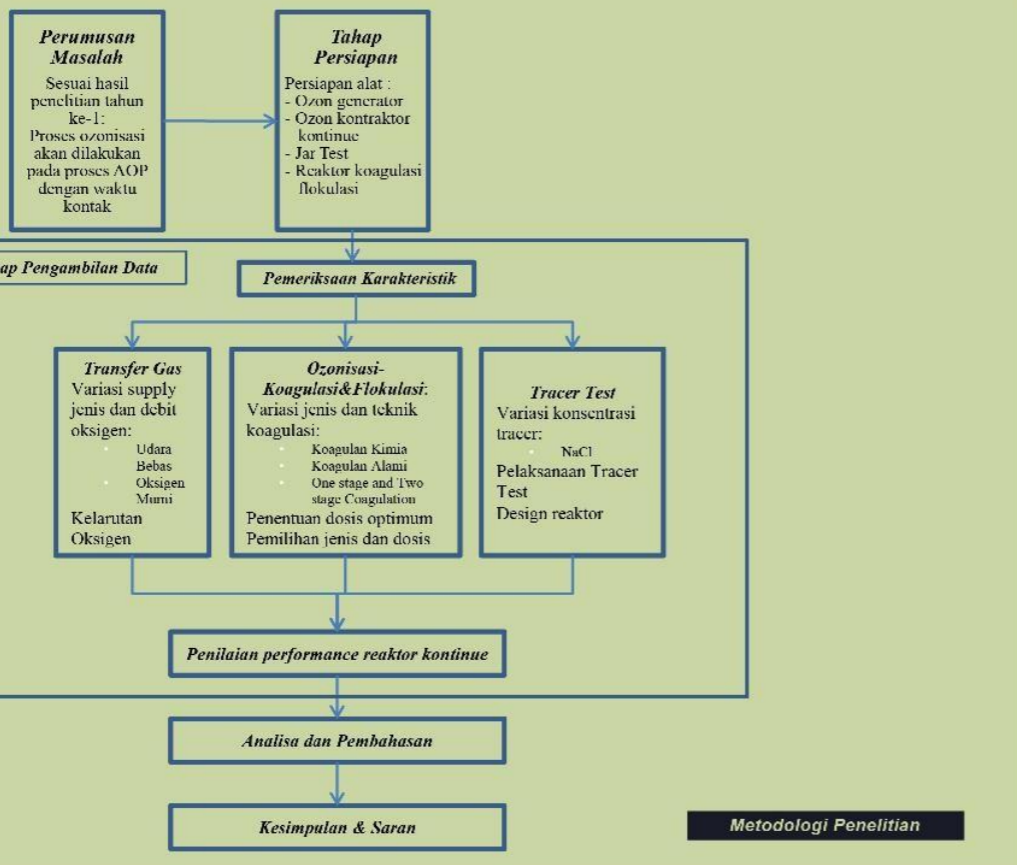 Perumusan
Masalah
Sesuai hasil
penelitian tahun
ke-1:
Proses ozonisasi
akan dilakukan
pada proses AOP
dengan waktu
kontak
Tahap
Persiapan
Persiapan alat :
- Ozon generator
- Ozon kontraktor
kontinue
- Jar Test
- Reaktor koagulasi
flokulasi
ap Pengambilan Data
Pemeriksaan Karakteristik
Transfer Gas
Variasi supply
jenis dan debit
oksigen:
Udara
Bebas
Oksigen
Murni
Kelarutan
Oksigen
Ozonisasi-
Koagulasi&Flokulasi:
Variasi jenis dan teknik
koagulasi:
Koagulan Kimia
Koagulan Alami
One stage and Two
stage Coagulation
Penentuan dosis optimum
Pemilihan jenis dan dosis
Tracer Test
Variasi konsentrasi
tracer:
NaCl
Pelaksanaan Tracer
Test
Design reaktor
Penilaian performance reaktor kontinue
Analisa dan Pembahasan
Kesimpulan & Saran
Metodologi Penelitian